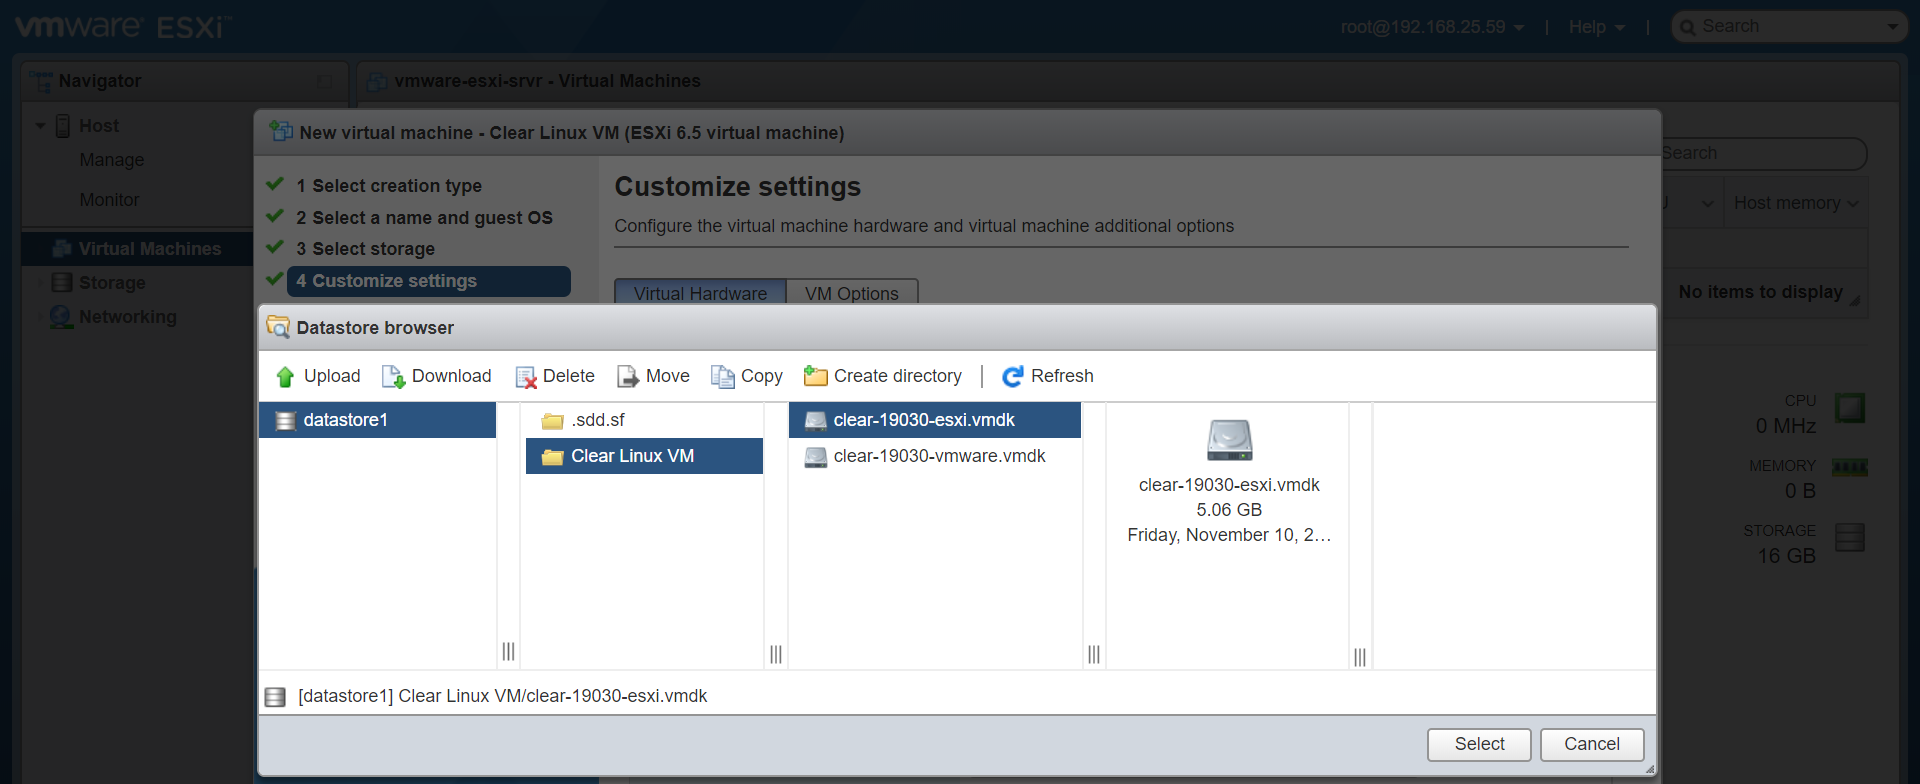 vmware ESXi™
root@192.168.25.59 | Help |
Search
Navigator
vmware-esxi-srvr - Virtual Machines
Host
Manage
Monitor
Virtual Machines
Storage
Networking
Search
Host memory
No items to display
CPU
0 MHz
MEMORY
0 B
STORAGE
16 GB
New virtual machine - Clear Linux VM (ESXi 6.5 virtual machine)
1 Select creation type
2 Select a name and guest OS
3 Select storage
4 Customize settings
Customize settings
Configure the virtual machine hardware and virtual machine additional options
Virtual Hardware
VM Options
Datastore browser
Upload Download Delete Move Copy Create directory | Refresh
datastore1
.sdd.sf
Clear Linux VM
clear-19030-esxi.vmdk
clear-19030-vmware.vmdk
clear-19030-esxi.vmdk
5.06 GB
Friday, November 10, 2...
[datastore1] Clear Linux VM/clear-19030-esxi.vmdk
Select
Cancel